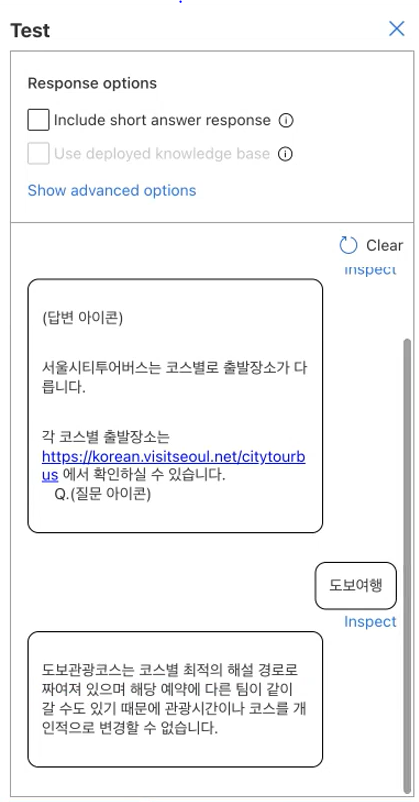 Test
Response options
Include short answer response
Use deployed knowledge base
Show advanced options
Clear
Inspect
(답변 아이콘)
서울시티투어버스는 코스별로 출발장소가 다
릅니다.
각 코스별 출발장소는
https://korean.visitseoul.net/citytourb
us 에서 확인하실 수 있습니다.
Q.(질문 아이콘)
도보여행
Inspect
도보관광코스는 코스별 최적의 해설 경로로
짜여져 있으며 해당 예약에 다른 팀이 같이
갈 수도 있기 때문에 관광시간이나 코스를 개
인적으로 변경할 수 없습니다.